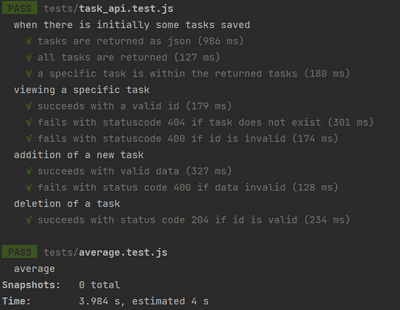 PASS tests/task_api.test.js
when there is initially some tasks saved
√ tasks are returned as json (986 ms)
√ all tasks are returned (127 ms)
√ a specific task is within the returned tasks (180 ms)
viewing a specific task
√ succeeds with a valid id (179 ms)
√ fails with statuscode 404 if task does not exist (301 ms)
√ fails with statuscode 400 if id is invalid (174 ms)
addition of a new task
√ succeeds with valid data (327 ms)
√ fails with status code 400 if data invalid (128 ms)
deletion of a task
√ succeeds with status code 204 if id is valid (234 ms)
PASS tests/average.test.js
average
Snapshots: 0 total
Time: 3.984 s, estimated 4 s